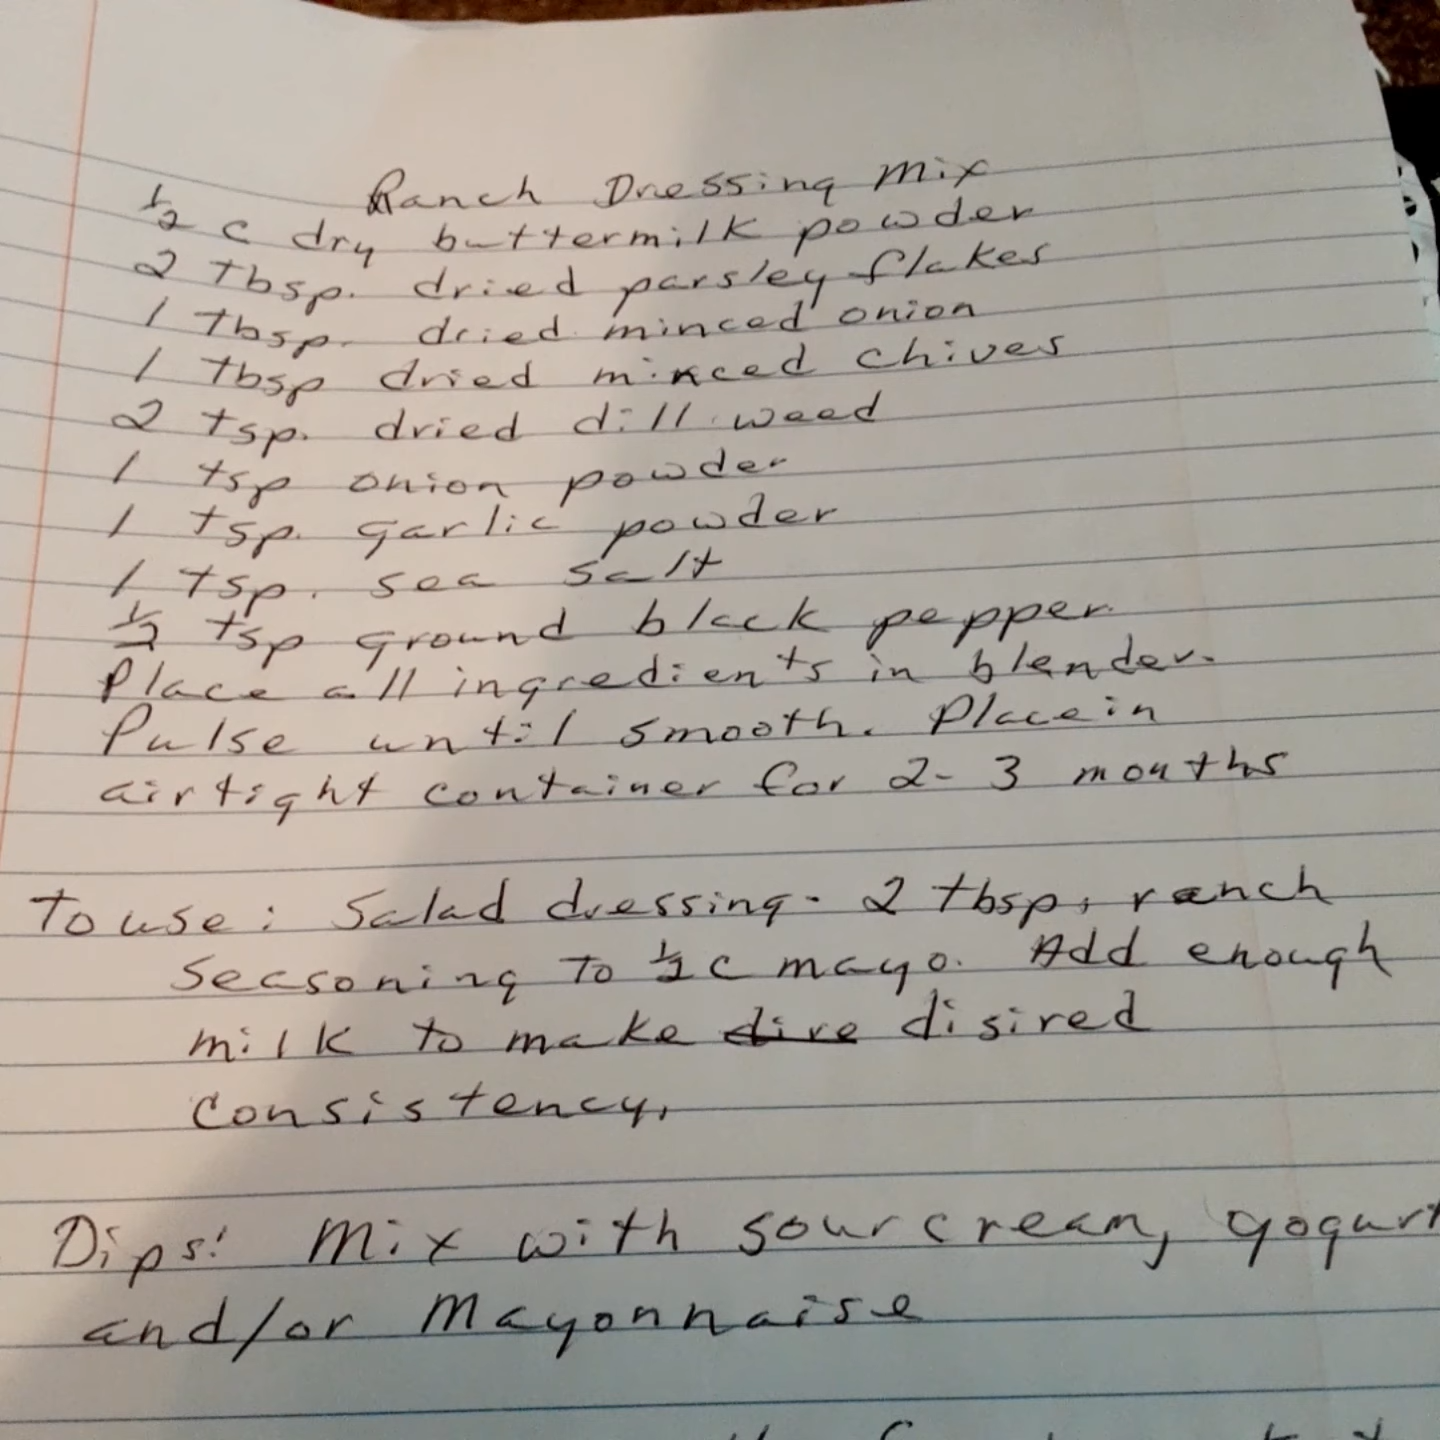 Ranch Dressing Mix
1/2 c dry buttermilk powder
2 Tbsp. dried parsley flakes
1 Tbsp. dried minced onion
1 Tbsp dried minced chives
2 tsp. dried dill weed
1 tsp onion powder
1 tsp. garlic powder
1 tsp. sea salt
1/2 tsp ground black pepper.
Place all ingredients in blender.
Pulse until smooth. Place in
airtight container for 2-3 months
To use: Salad dressing - 2 tbsp. ranch
seasoning to 1/2 c mayo. Add enough
milk to make dire disired
consistency.
Dips: Mix with sour cream, yogurt
and/or Mayonnaise